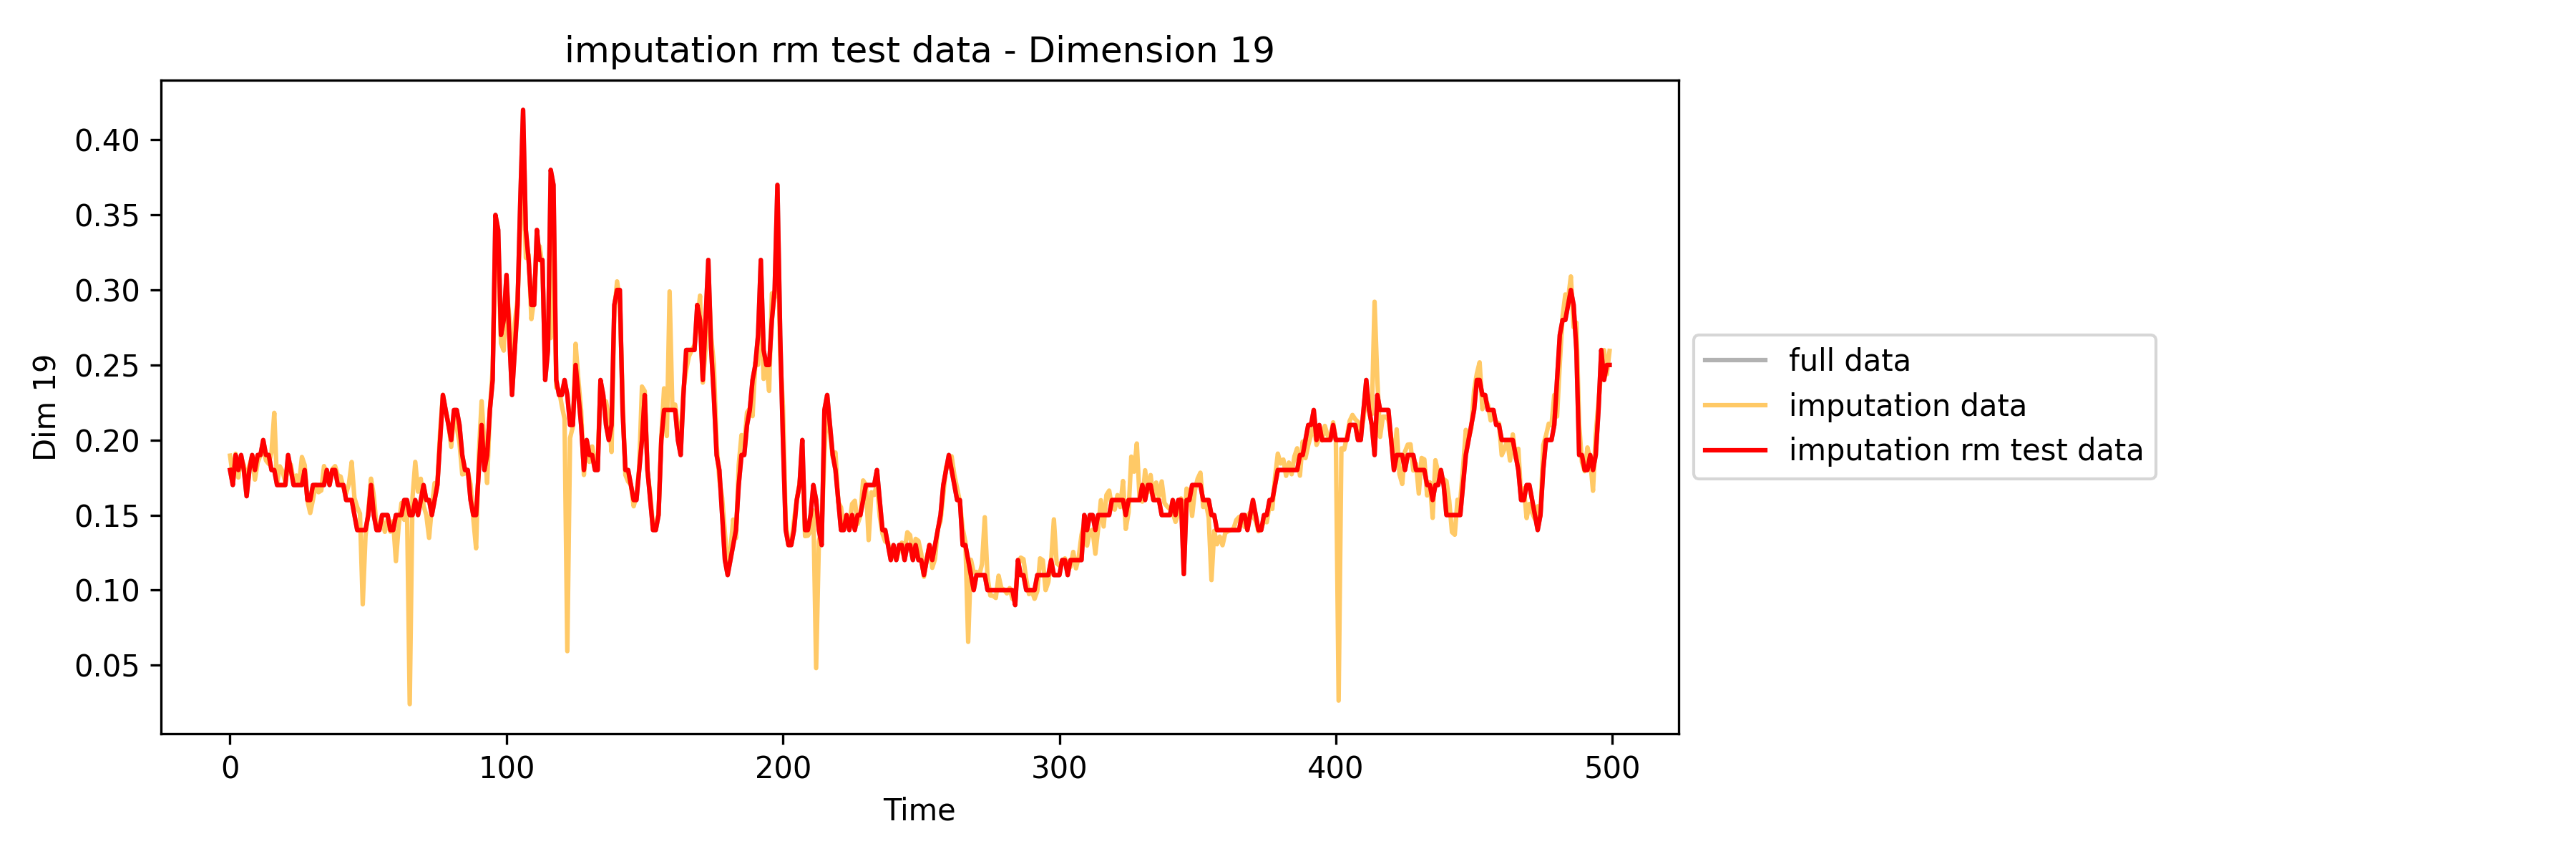 imputation rm test data - Dimension 19
0.40
0.35
0.30
0.25
0.20
0.15
0.10
0.05
Dim 19
0
100
200
300
400
500
Time
full data
imputation data
imputation rm test data